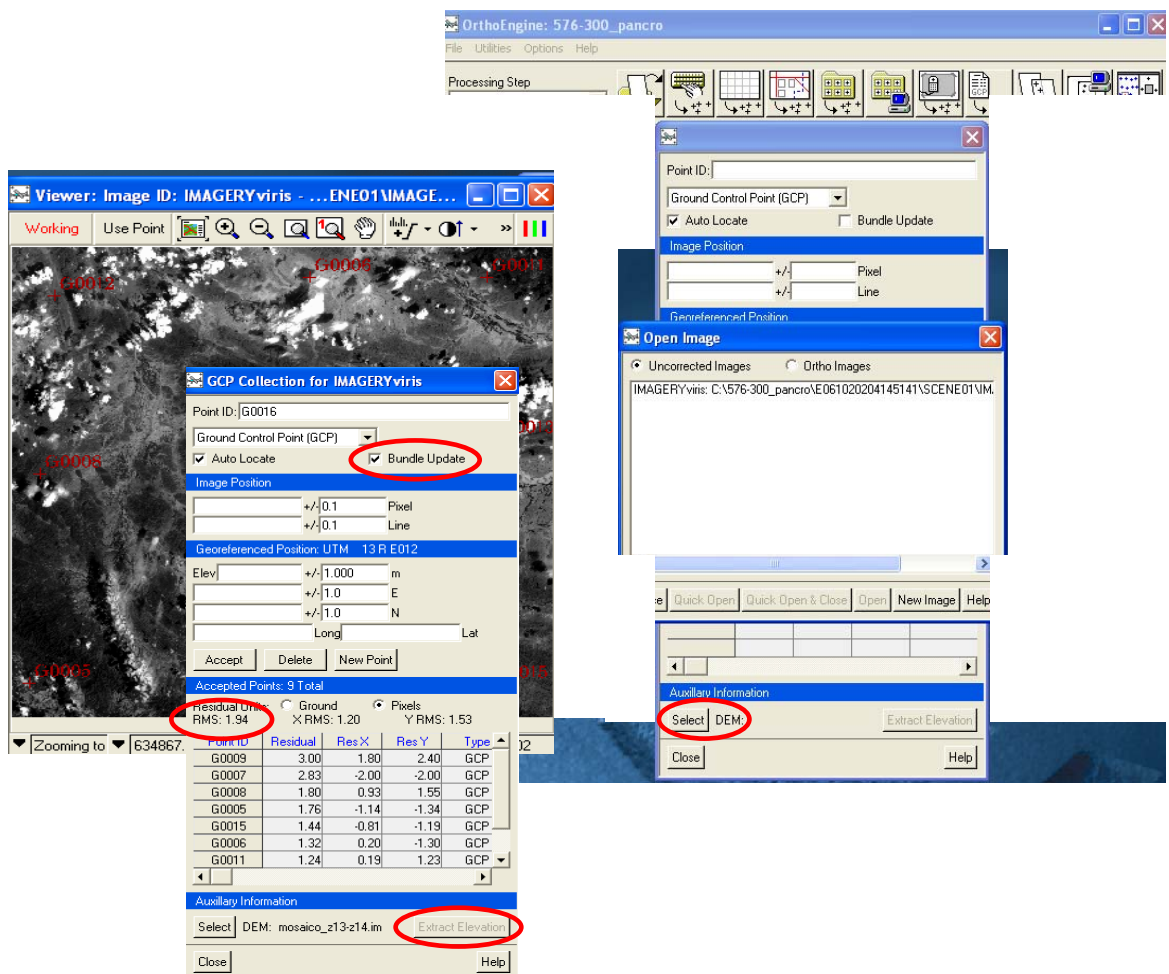 OrthoEngine: 576-300_pancro
File Utilities Options Help
Processing Step
GCP
Point ID:
Ground Control Point (GCP)
Auto Locate Bundle Update
Image Position
+/- Pixel
+/- Line
Georeferenced Position
Open Image
Uncorrected Images Ortho Images
IMAGERYviris: C:\576-300_pancro\E061020204145141\SCENE01\IM.
Quick Open Quick Open & Close Open New Image Help
Auxillary Information
Select DEM: Extract Elevation
Close Help
Viewer: Image ID: IMAGERYviris - ...ENE01\IMAGE...
Working Use Point »
G0012 G0006 G0011
G0008
G0005
Zooming to 634867.
GCP Collection for IMAGERYviris
Point ID: G0016
Ground Control Point (GCP)
Auto Locate Bundle Update
Image Position
+/- 0.1 Pixel
+/- 0.1 Line
Georeferenced Position: UTM 13 R E012
Elev +/- 1.000 m
+/- 1.0 E
+/- 1.0 N
Long Lat
Accept Delete New Point
Accepted Points: 9 Total
Residual Units: Ground Pixels
RMS: 1.94 X RMS: 1.20 Y RMS: 1.53
Point ID Residual Res X Res Y Type
G0009 3.00 1.80 2.40 GCP
G0007 2.83 -2.00 -2.00 GCP
G0008 1.80 0.93 1.55 GCP
G0005 1.76 -1.14 -1.34 GCP
G0015 1.44 -0.81 -1.19 GCP
G0006 1.32 0.20 -1.30 GCP
G0011 1.24 0.19 1.23 GCP
Auxillary Information
Select DEM: mosaico_z13-z14.im Extract Elevation
Close Help